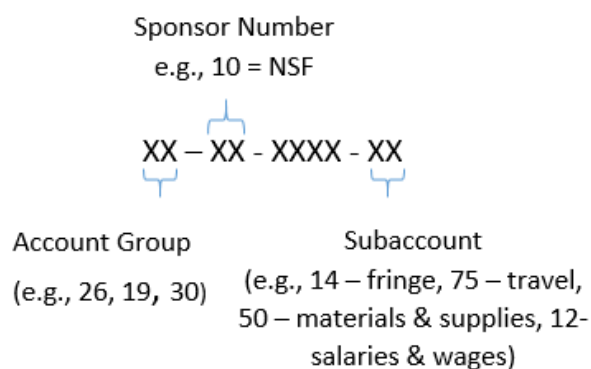 Sponsor Number
e.g., 10 = NSF
XX – XX - XXXX - XX
Account Group
(e.g., 26, 19, 30)
Subaccount
(e.g., 14 – fringe, 75 – travel,
50 – materials & supplies, 12-
salaries & wages)